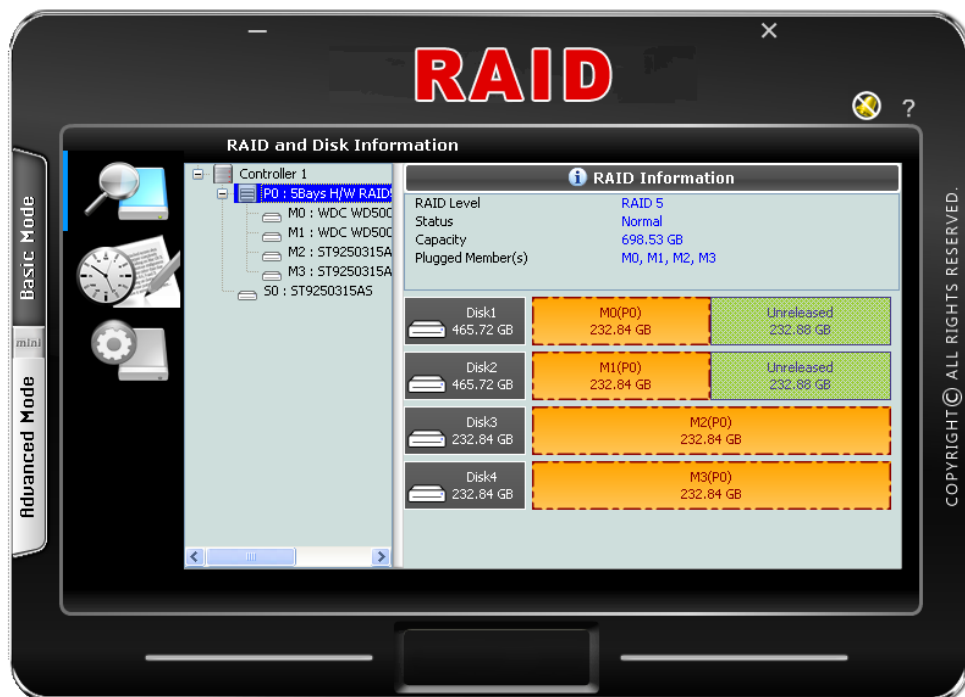 RAID
?
RAID and Disk Information
Basic Mode
mini
Advanced Mode
Controller 1
P0 : 5Bays H/W RAID5
M0 : WDC WD50C
M1 : WDC WD50C
M2 : ST9250315A
M3 : ST9250315A
S0 : ST9250315AS
RAID Information
RAID Level RAID 5
Status Normal
Capacity 698.53 GB
Plugged Member(s) M0, M1, M2, M3
Disk1
465.72 GB
M0(P0)
232.84 GB
Unreleased
232.88 GB
Disk2
465.72 GB
M1(P0)
232.84 GB
Unreleased
232.88 GB
Disk3
232.84 GB
M2(P0)
232.84 GB
Disk4
232.84 GB
M3(P0)
232.84 GB
COPYRIGHT© ALL RIGHTS RESERVED.